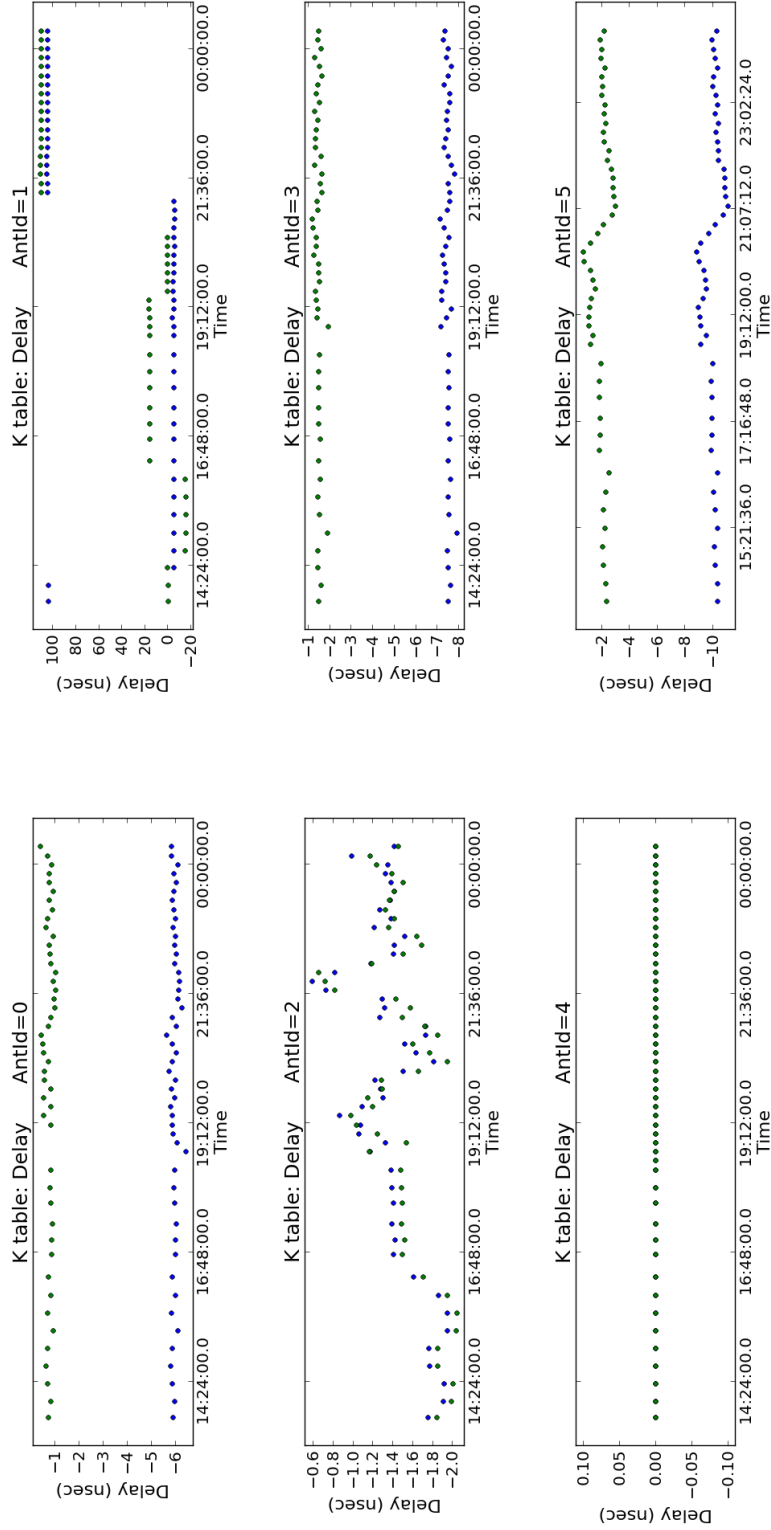 K table: Delay AntId=0
Delay (nsec)
−1
−2
−3
−4
−5
−6
14:24:00.0 16:48:00.0 19:12:00.0 21:36:00.0 00:00:00.0
Time
K table: Delay AntId=1
Delay (nsec)
100
80
60
40
20
0
−20
14:24:00.0 16:48:00.0 19:12:00.0 21:36:00.0 00:00:00.0
Time
K table: Delay AntId=2
Delay (nsec)
−0.6
−0.8
−1.0
−1.2
−1.4
−1.6
−1.8
−2.0
14:24:00.0 16:48:00.0 19:12:00.0 21:36:00.0 00:00:00.0
Time
K table: Delay AntId=3
Delay (nsec)
−1
−2
−3
−4
−5
−6
−7
−8
14:24:00.0 16:48:00.0 19:12:00.0 21:36:00.0 00:00:00.0
Time
K table: Delay AntId=4
Delay (nsec)
0.10
0.05
0.00
−0.05
−0.10
14:24:00.0 16:48:00.0 19:12:00.0 21:36:00.0 00:00:00.0
Time
K table: Delay AntId=5
Delay (nsec)
−2
−4
−6
−8
−10
15:21:36.0 17:16:48.0 19:12:00.0 21:07:12.0 23:02:24.0
Time